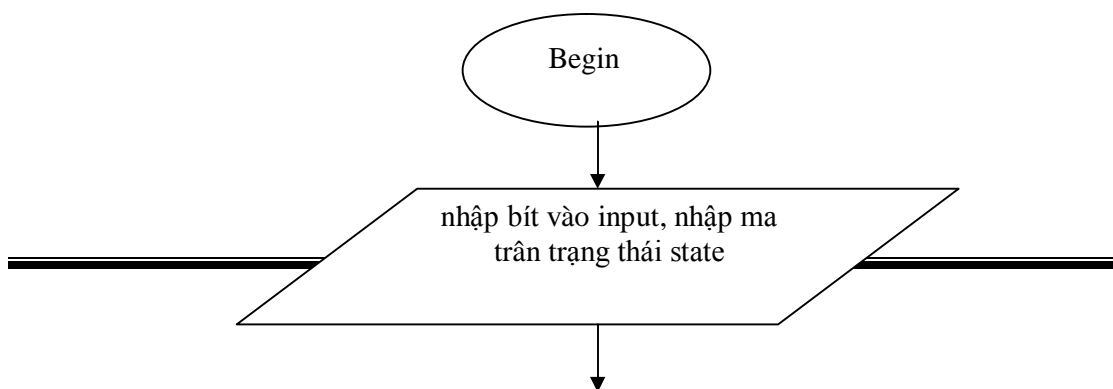 Begin
nhập bít vào input, nhập ma
trân trạng thái state